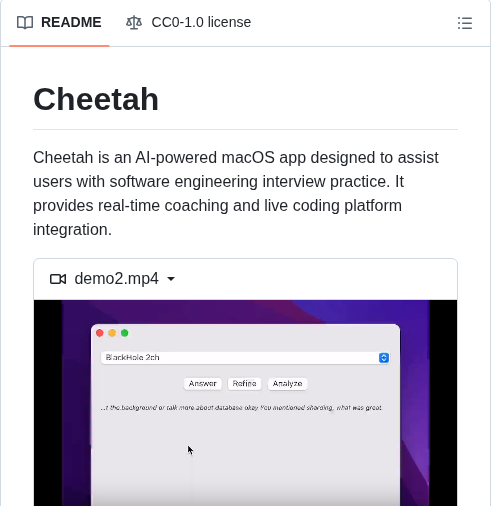 README
CC0-1.0 license
Cheetah
Cheetah is an AI-powered macOS app designed to assist
users with software engineering interview practice. It
provides real-time coaching and live coding platform
integration.
demo2.mp4
BlackHole 2ch
Answer Refine Analyze
...t the background or talk more about database okay You mentioned sharding, what was great